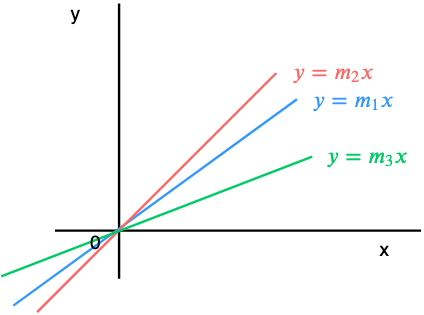 y
y = m₂x
y = m₁x
y = m₃x
0
x